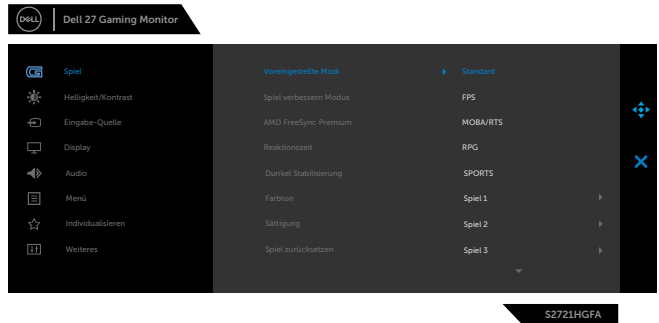 DELL Dell 27 Gaming Monitor
Spiel Voreingestellte Modi Standard
Helligkeit/Kontrast Spiel verbessern Modus FPS
Eingabe-Quelle AMD FreeSync Premium MOBA/RTS
Display Reaktionszeit RPG
Audio Dunkel Stabilisierung SPORTS
Menü Farbton Spiel 1
Individualisieren Sättigung Spiel 2
Weiteres Spiel zurücksetzen Spiel 3
S2721HGFA